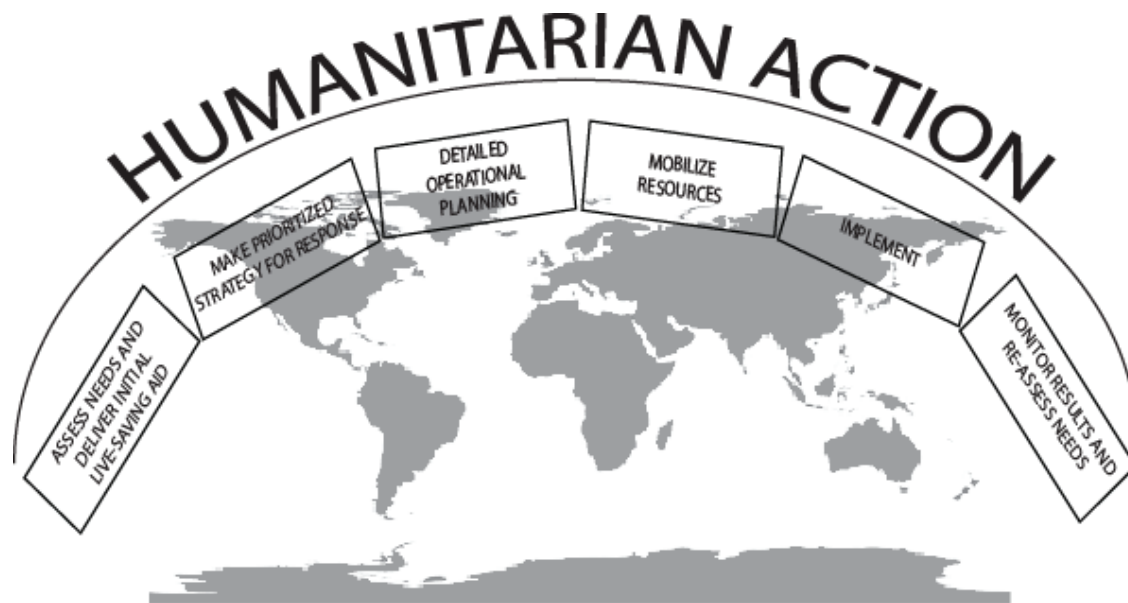 HUMANITARIAN ACTION
ASSESS NEEDS AND
DELIVER INITIAL
LIVE-SAVING AID
MAKE PRIORITIZED
STRATEGY FOR RESPONSE
DETAILED
OPERATIONAL
PLANNING
MOBILIZE
RESOURCES
IMPLEMENT
MONITOR RESULTS AND
RE-ASSESS NEEDS